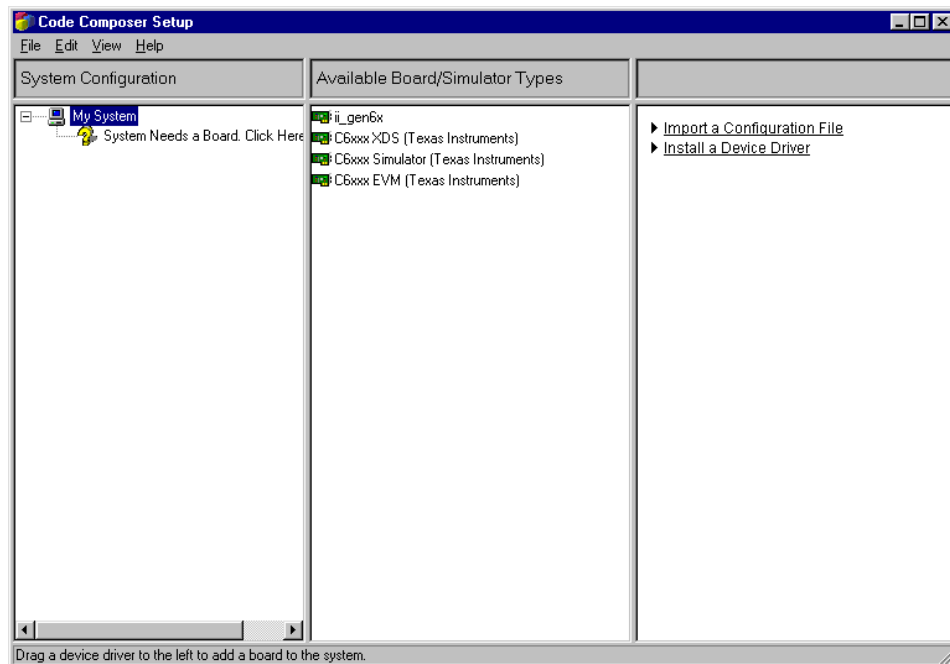 Code Composer Setup
File Edit View Help
System Configuration
Available Board/Simulator Types
My System
System Needs a Board. Click Here
ii_gen6x
C6xxx XDS (Texas Instruments)
C6xxx Simulator (Texas Instruments)
C6xxx EVM (Texas Instruments)
Import a Configuration File
Install a Device Driver
Drag a device driver to the left to add a board to the system.